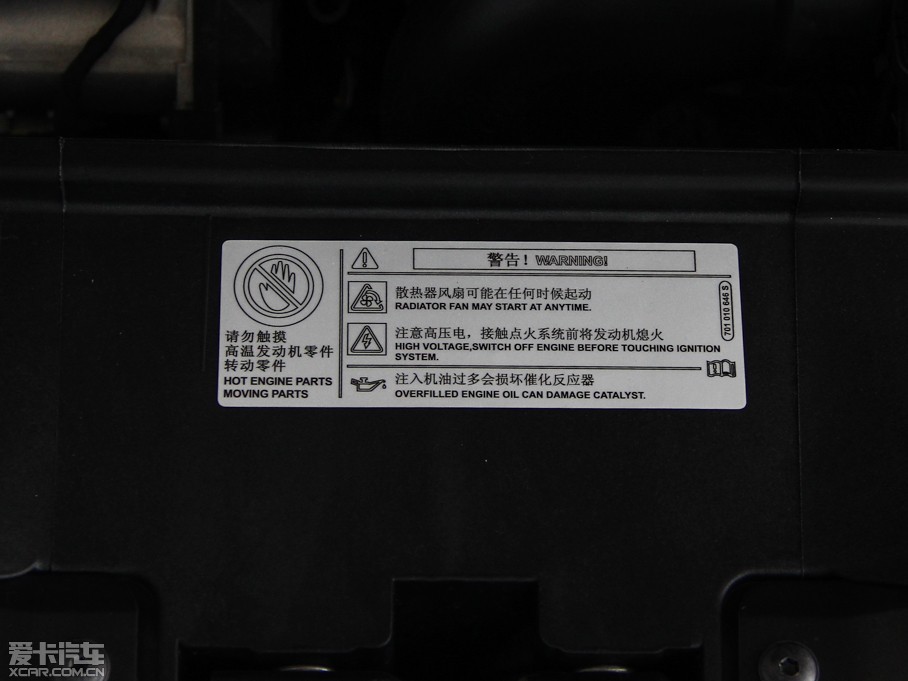 请勿触摸
高温发动机零件
转动零件
HOT ENGINE PARTS
MOVING PARTS
警告！WARNING!
散热器风扇可能在任何时候起动
RADIATOR FAN MAY START AT ANYTIME.
注意高压电，接触点火系统前将发动机熄火
HIGH VOLTAGE,SWITCH OFF ENGINE BEFORE TOUCHING IGNITION
SYSTEM.
注入机油过多会损坏催化反应器
OVERFILLED ENGINE OIL CAN DAMAGE CATALYST.
701 010 646 S
爱卡汽车
XCAR.COM.CN